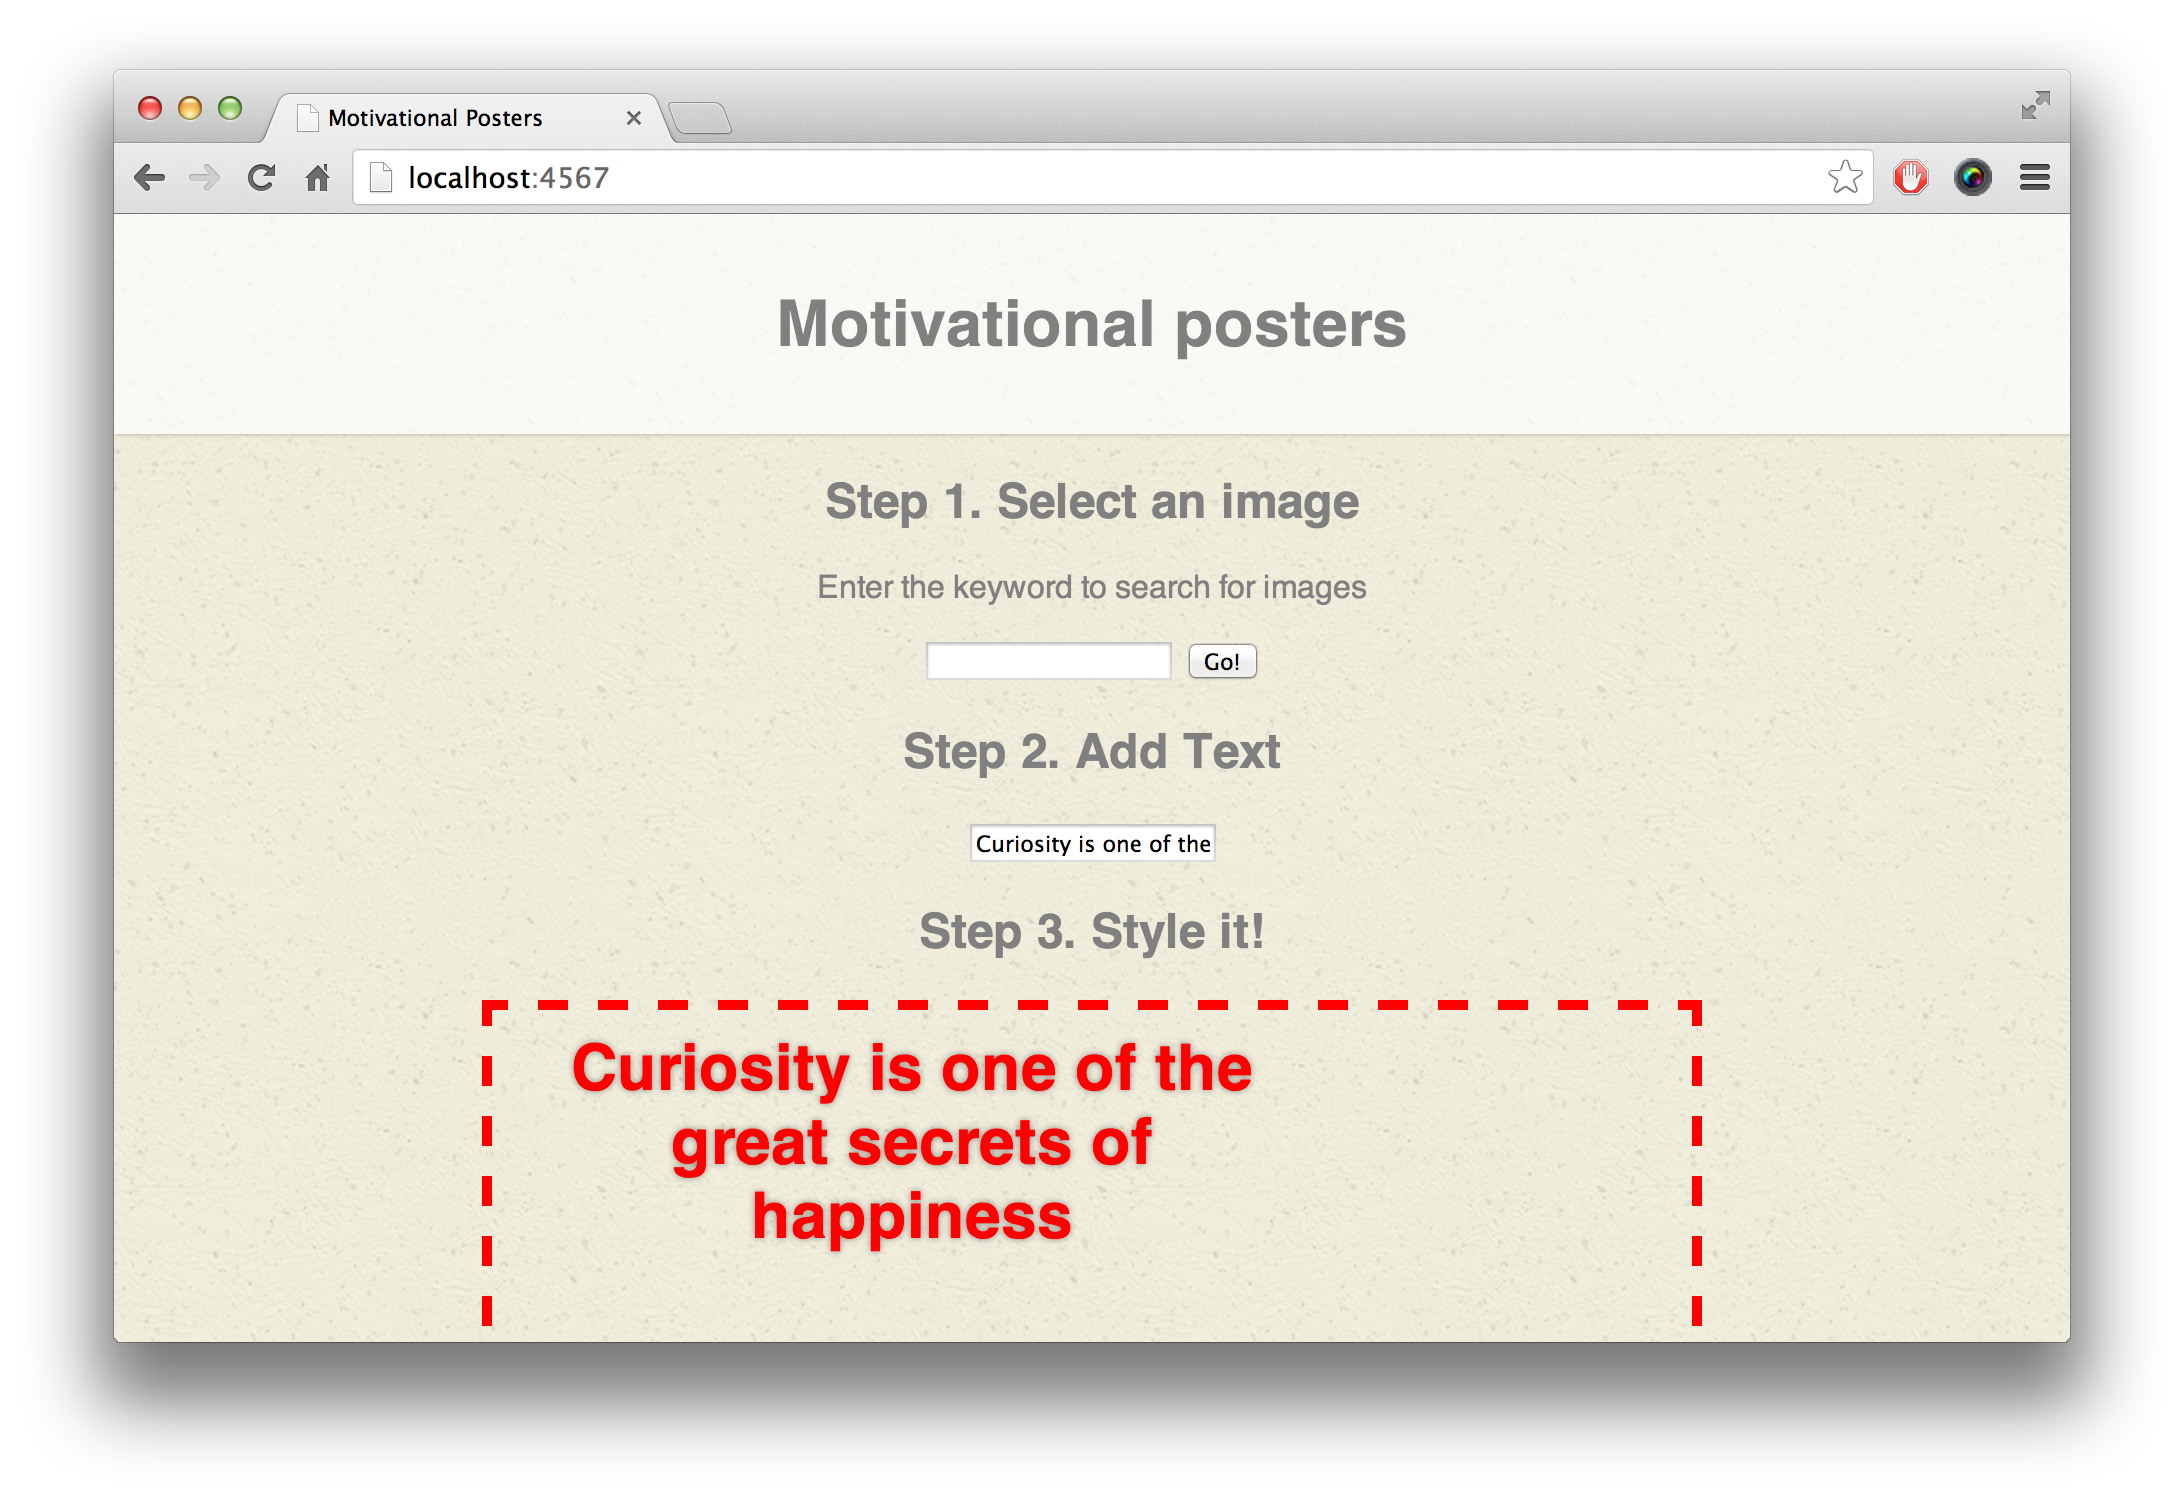 Motivational Posters
localhost:4567
Motivational posters
Step 1. Select an image
Enter the keyword to search for images
Go!
Step 2. Add Text
Curiosity is one of the
Step 3. Style it!
Curiosity is one of the
great secrets of
happiness